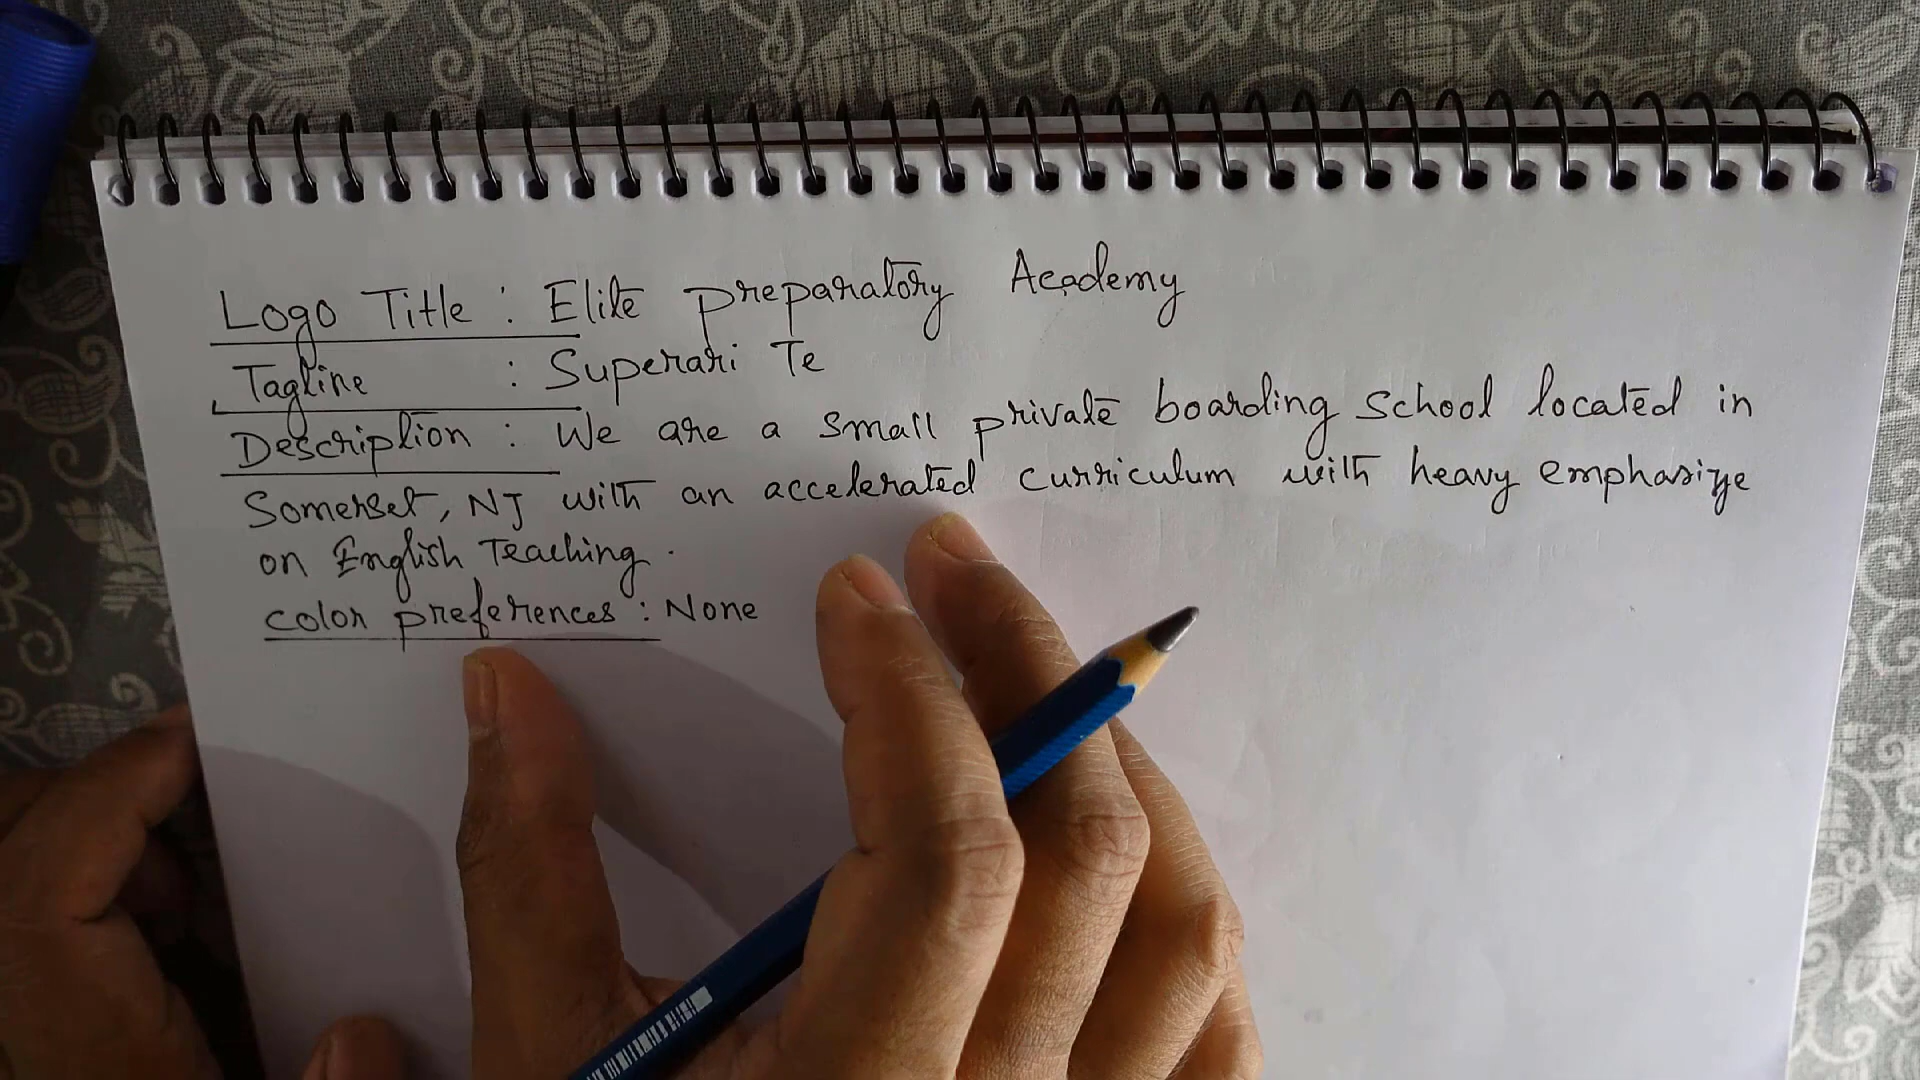 Logo Title : Elite preparatory Academy
Tagline : Superari Te
Description : We are a small private boarding school located in
Somerset, NJ with an accelerated curriculum with heavy emphasize
on English Teaching.
color preferences : None